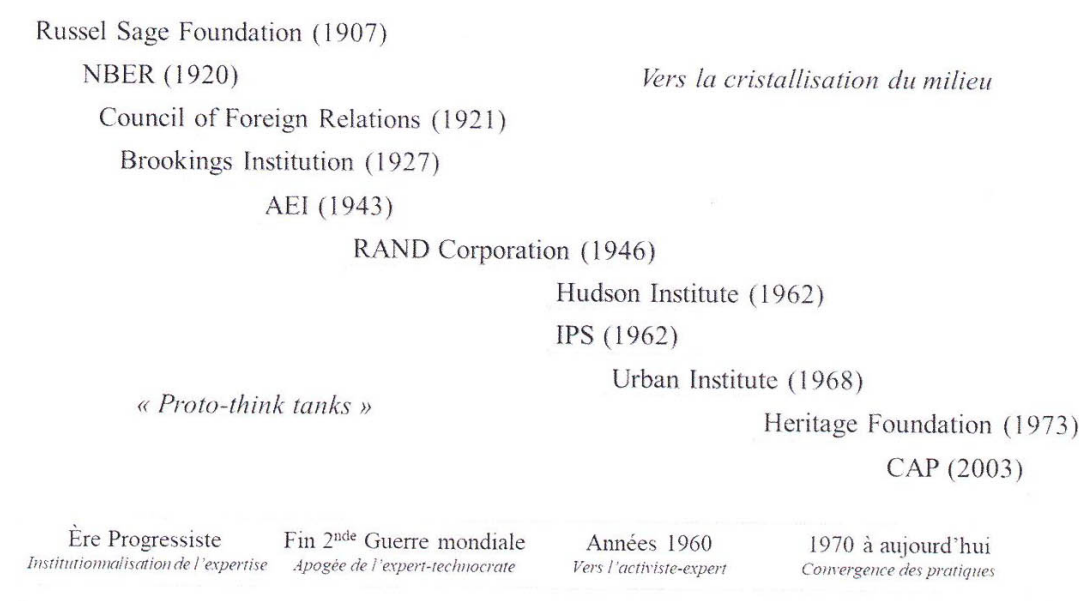 Russel Sage Foundation (1907)
NBER (1920)
Vers la cristallisation du milieu
Council of Foreign Relations (1921)
Brookings Institution (1927)
AEI (1943)
RAND Corporation (1946)
Hudson Institute (1962)
IPS (1962)
Urban Institute (1968)
« Proto-think tanks »
Heritage Foundation (1973)
CAP (2003)
Ère Progressiste
Institutionnalisation de l'expertise
Fin 2nde Guerre mondiale
Apogée de l'expert-technocrate
Années 1960
Vers l'activiste-expert
1970 à aujourd'hui
Convergence des pratiques